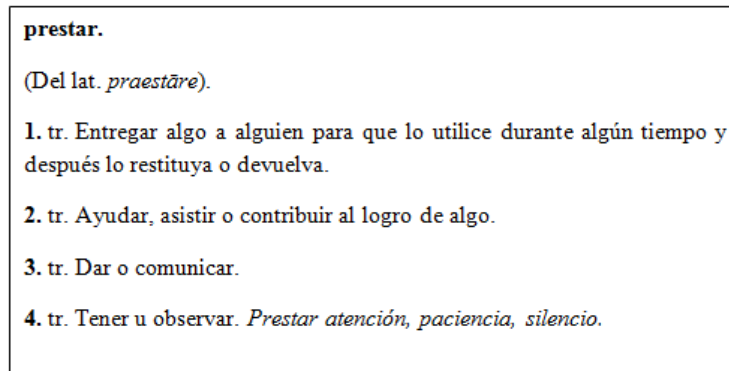 prestar.
(Del lat. praestāre).
1. tr. Entregar algo a alguien para que lo utilice durante algún tiempo y
después lo restituya o devuelva.
2. tr. Ayudar, asistir o contribuir al logro de algo.
3. tr. Dar o comunicar.
4. tr. Tener u observar. Prestar atención, paciencia, silencio.